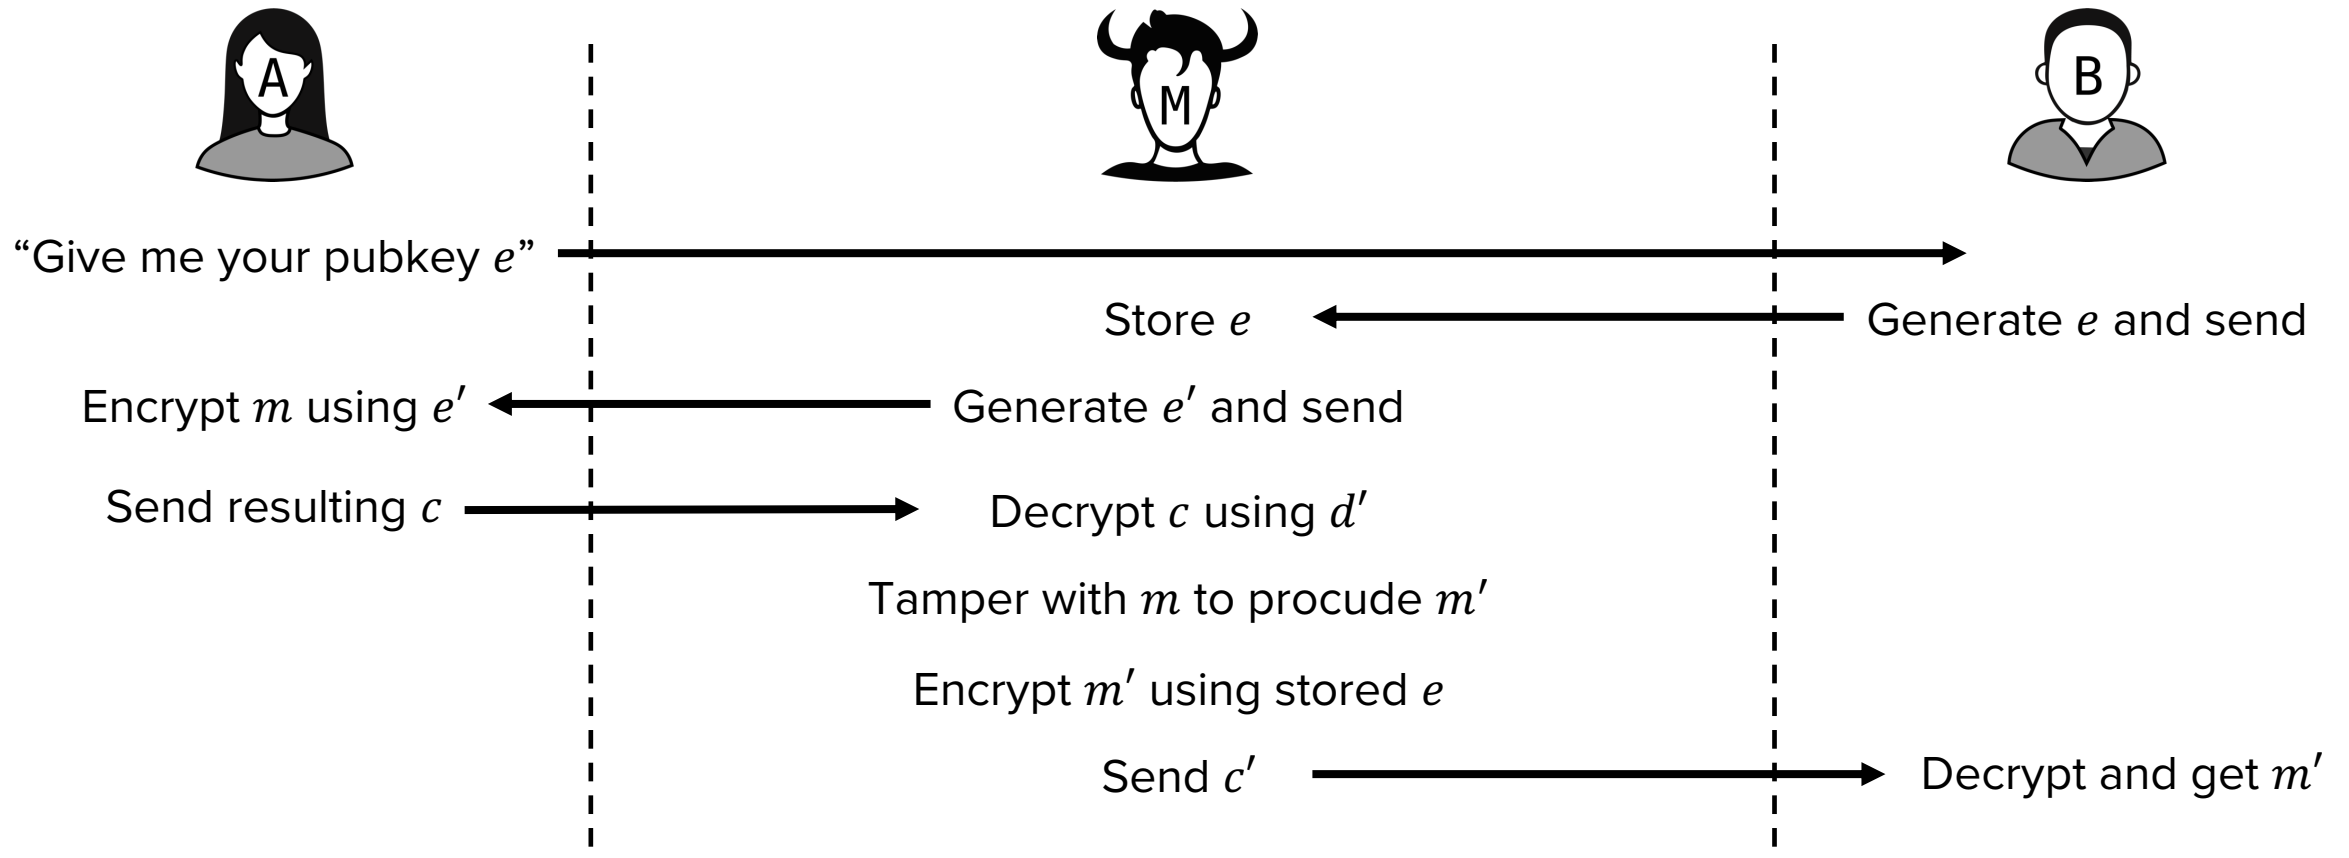 A
M
B
“Give me your pubkey e”
Store e
Generate e and send
Encrypt m using e′
Generate e′ and send
Send resulting c
Decrypt c using d′
Tamper with m to procude m′
Encrypt m′ using stored e
Send c′
Decrypt and get m′